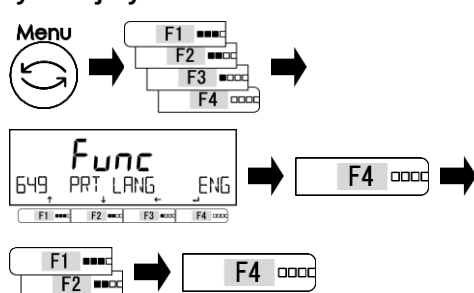 Menu
F1
F2
F3
F4
Func
649 PRT LANG ENG
F1 F2 F3 F4
F4
F1
F2
F4